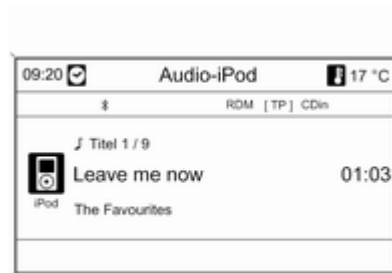 09:20 Audio-iPod 17 °C
RDM [ TP ] CDin
Titel 1 / 9
Leave me now 01:03
iPod
The Favourites